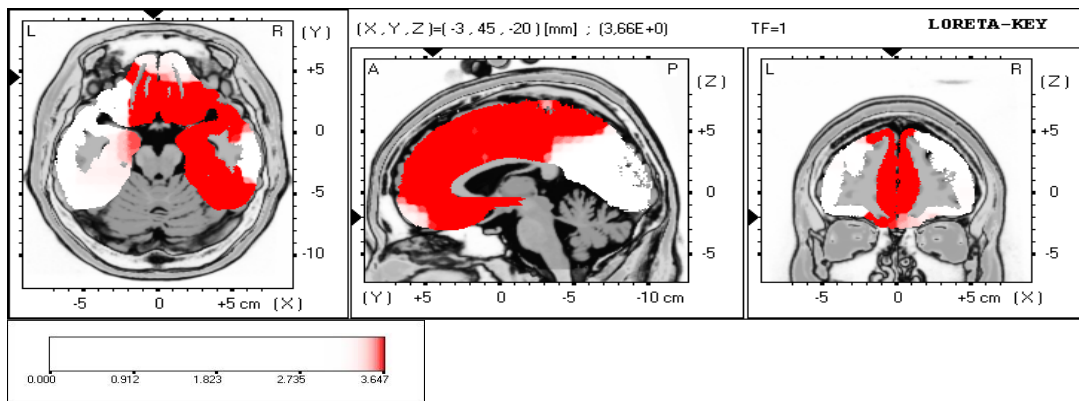 L R (Y)
(X,Y,Z)=(-3,45,-20)[mm] ; (3,66E+0) TF=1 LORETA-KEY
A P (Z)
L R (Z)
+5
0
-5
-10
+5
0
-5
+5
0
-5
-5 0 +5 cm (X)
(Y) +5 0 -5 -10 cm
-5 0 +5 cm (X)
0.000 0.912 1.823 2.735 3.647